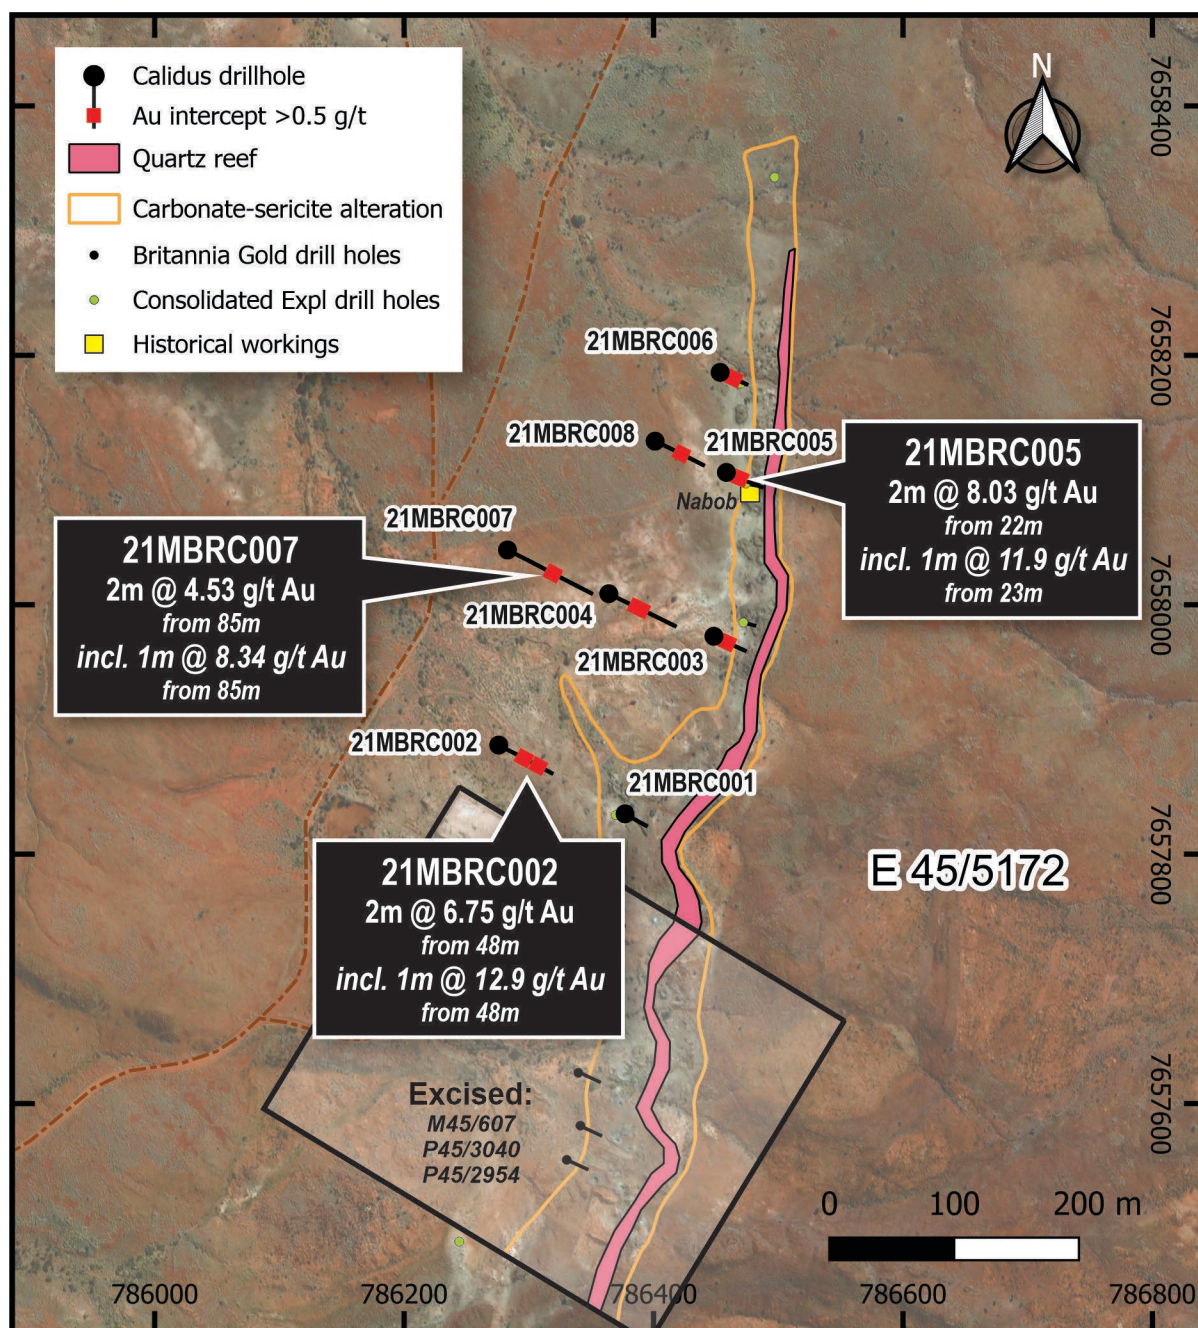 Calidus drillhole
Au intercept >0.5 g/t
Quartz reef
Carbonate-sericite alteration
Britannia Gold drill holes
Consolidated Expl drill holes
Historical workings
N
7658400
7658200
7658000
7657800
7657600
21MBRC006
21MBRC008
21MBRC005
Nabob
21MBRC005
2m @ 8.03 g/t Au
from 22m
incl. 1m @ 11.9 g/t Au
from 23m
21MBRC007
21MBRC007
2m @ 4.53 g/t Au
from 85m
incl. 1m @ 8.34 g/t Au
from 85m
21MBRC004
21MBRC003
21MBRC002
21MBRC001
21MBRC002
2m @ 6.75 g/t Au
from 48m
incl. 1m @ 12.9 g/t Au
from 48m
E 45/5172
Excised:
M45/607
P45/3040
P45/2954
0 100 200 m
786000 786200 786400 786600 786800